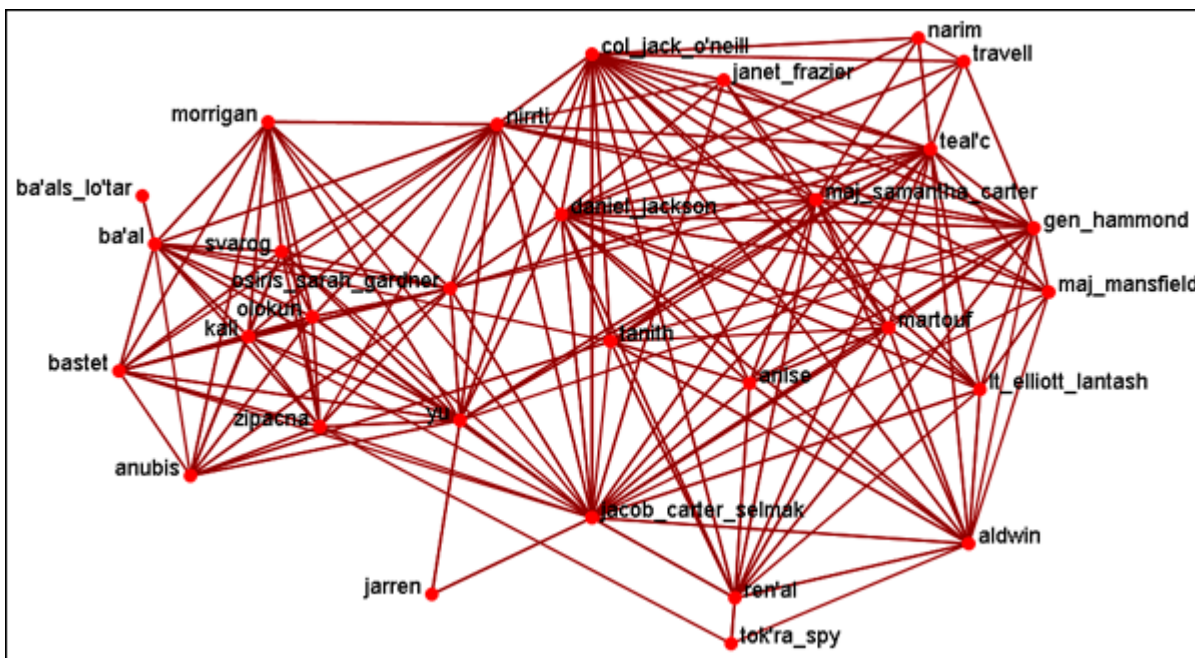 narim
col_jack_o'neill
travell
janet_frazier
morrigan
nirrti
teal'c
ba'als_lo'tar
maj_samantha_carter
daniel_jackson
gen_hammond
ba'al
svarog
osiris_sarah_gardner
maj_mansfield
olokun
kali
martouf
tanith
bastet
anise
lt_elliott_lantash
yu
zipacna
anubis
jacob_carter_selmak
aldwin
jarren
ren'al
tok'ra_spy